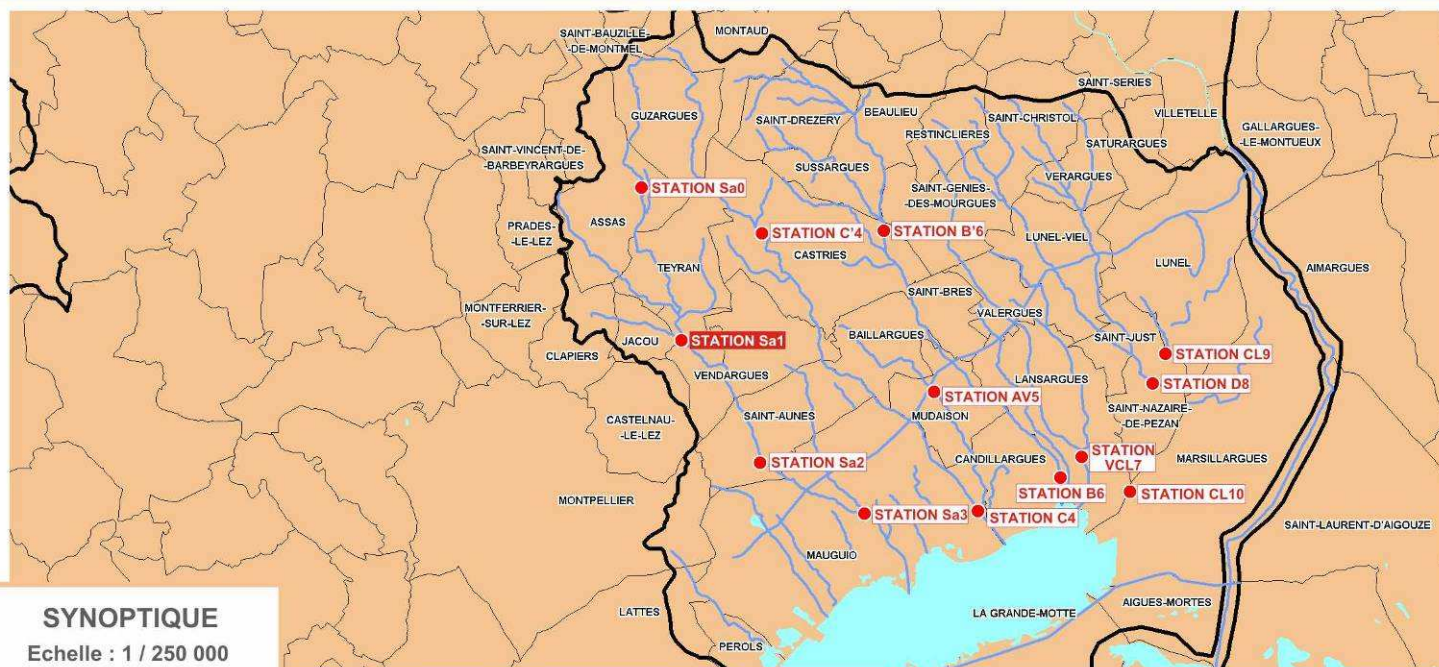 SAINT-BAUZILLE-
-DE-MONTMEL
MONTAUD
SAINT-SERIES
VILLETELLE
GALLARGUES-
-LE-MONTUEUX
GUZARGUES
SAINT-DREZERY
BEAULIEU
RESTINCLIERES
SAINT-CHRISTOL
SATURARGUES
SAINT-VINCENT-DE-
-BARBEYRARGUES
SUSSARGUES
SAINT-GENIES-
-DES-MOURGUES
VERARGUES
STATION Sa0
ASSAS
PRADES-
-LE-LEZ
STATION C'4
STATION B'6
CASTRIES
LUNEL-VIEL
LUNEL
AIMARGUES
TEYRAN
SAINT-BRES
VALERGUES
MONTFERRIER-
-SUR-LEZ
CLAPIERS
JACOU
STATION Sa1
BAILLARGUES
SAINT-JUST
STATION CL9
VENDARGUES
LANSARGUES
STATION D8
STATION AV5
CASTELNAU-
-LE-LEZ
SAINT-AUNES
MUDAISON
SAINT-NAZAIRE-
-DE-PEZAN
STATION Sa2
CANDILLARGUES
STATION
VCL7
MARSILLARGUES
MONTPELLIER
STATION B6
STATION CL10
STATION Sa3
STATION C4
SAINT-LAURENT-D'AIGOUZE
MAUGUIO
LATTES
LA GRANDE-MOTTE
AIGUES-MORTES
PEROLS
SYNOPTIQUE
Echelle : 1 / 250 000